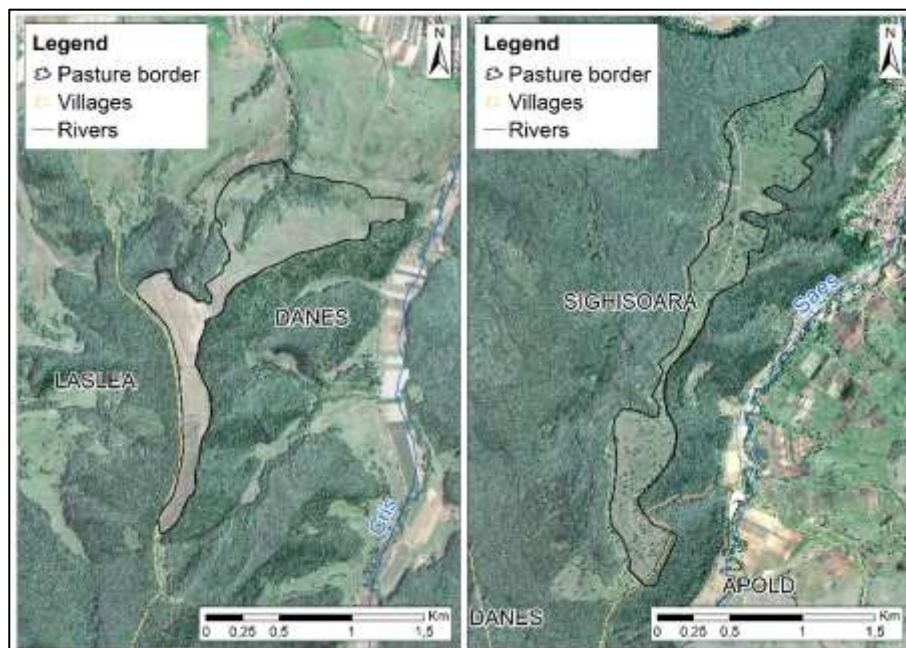 Legend
Pasture border
Villages
Rivers
N
DANES
LASLEA
Cris
Km
0 0.25 0.5 1 1.5
Legend
Pasture border
Villages
Rivers
N
SIGHISOARA
Saes
APOLD
DANES
Km
0 0.25 0.5 1 1.5